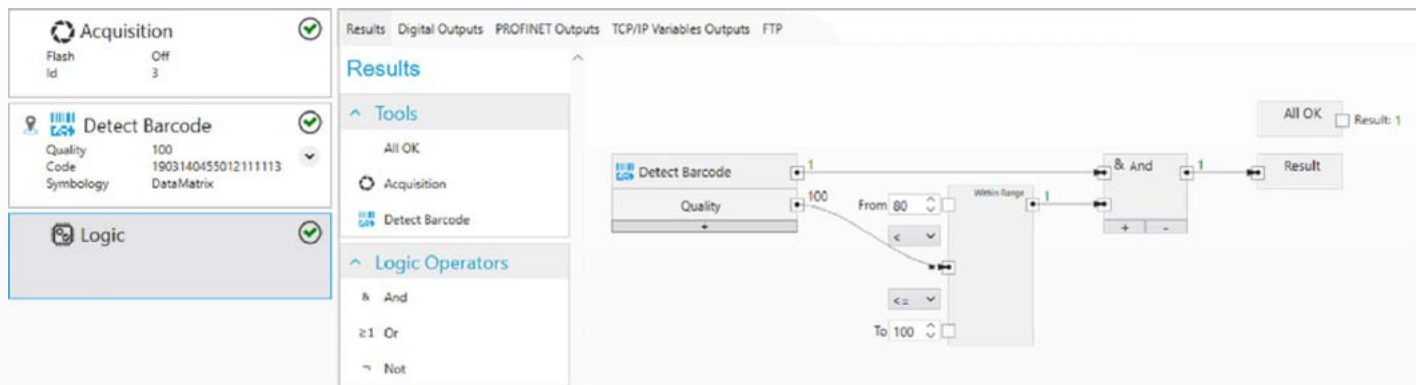 Acquisition
Flash Off
Id 3
Detect Barcode
Quality 100
Code 1903140455012111113
Symbology DataMatrix
Logic
Results Digital Outputs PROFINET Outputs TCP/IP Variables Outputs FTP
Results
Tools
All OK
Acquisition
Detect Barcode
Logic Operators
& And
≥1 Or
¬ Not
All OK Result: 1
Detect Barcode 1
Quality 100
+
From 80
<
<=
To 100
Within Range 1
& And 1
+ -
Result